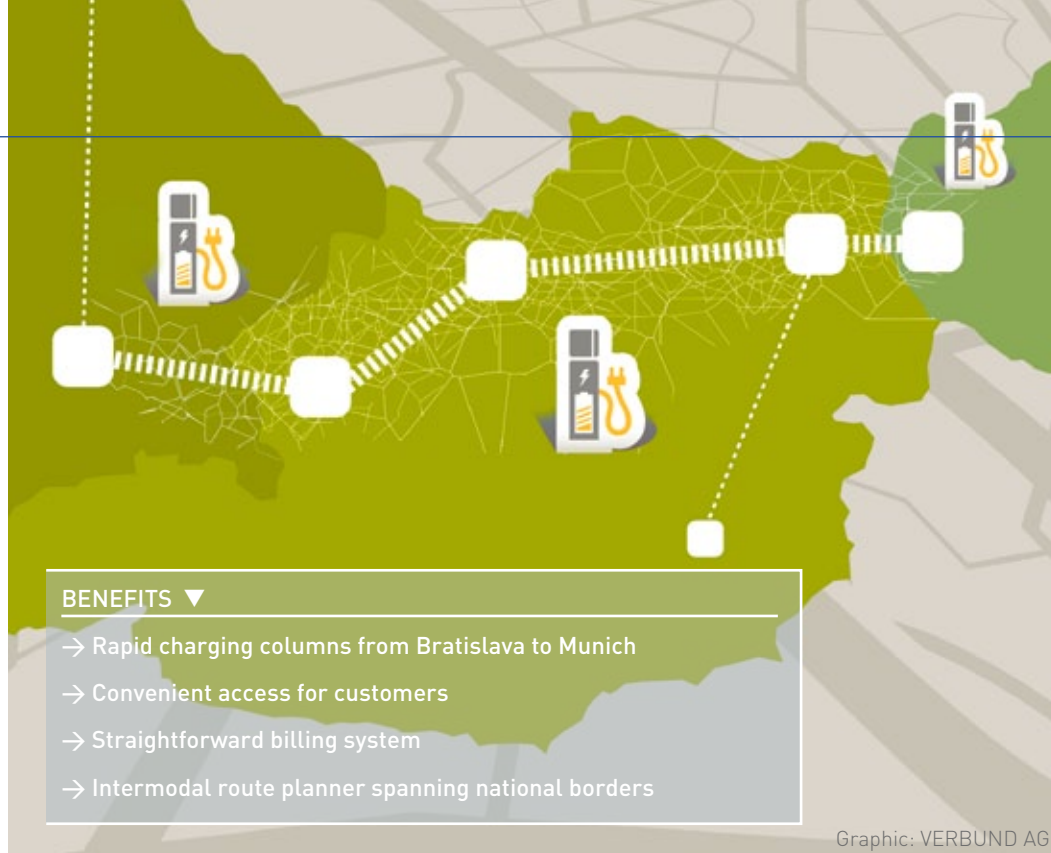 BENEFITS ▼
→ Rapid charging columns from Bratislava to Munich
→ Convenient access for customers
→ Straightforward billing system
→ Intermodal route planner spanning national borders
Graphic: VERBUND AG